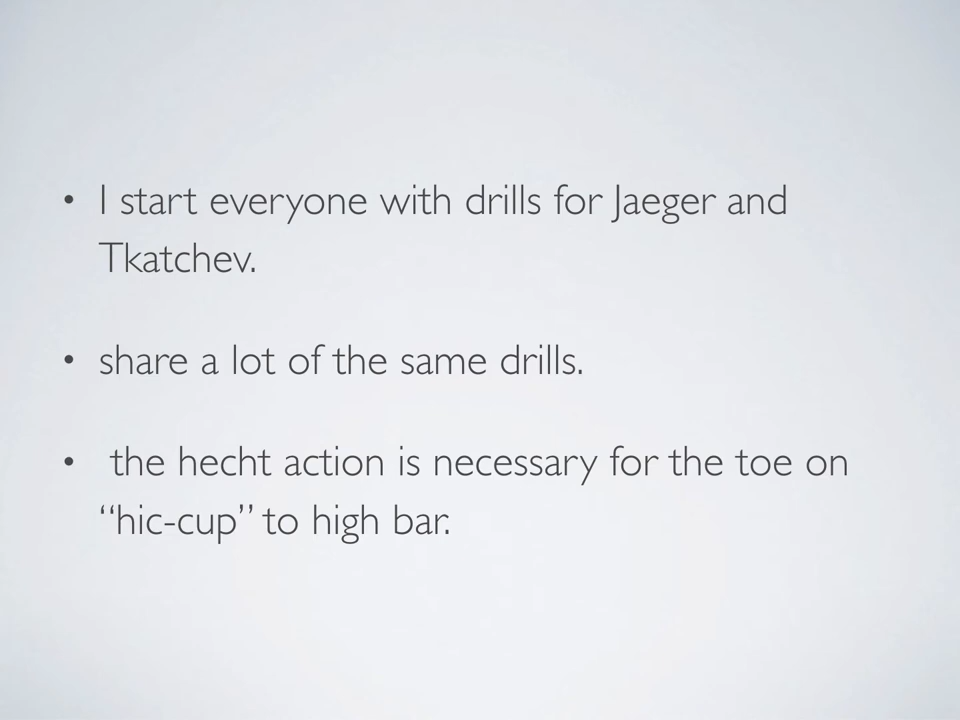 • I start everyone with drills for Jaeger and
Tkatchev.
• share a lot of the same drills.
• the hecht action is necessary for the toe on
“hic-cup” to high bar.